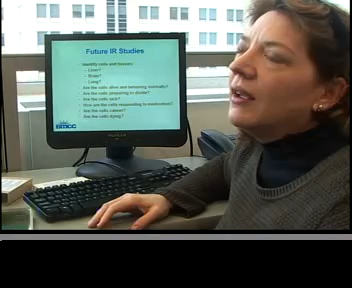 Future IR Studies
Identify cells and tissues:
- Liver?
- Brain?
- Lung?
Are the cells alive and behaving normally?
Are the cells preparing to divide?
Are the cells sick?
How are the cells responding to medication?
Are the cells cancer?
Are the cells dying?
BMCC